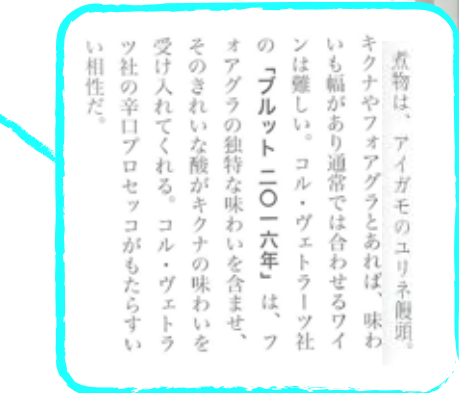 煮物は、アイガモのユリネ饅頭。
キクナやフォアグラとあれば、味わ
いも幅があり通常では合わせるワイ
ンは難しい。コル・ヴェトラーツ社
の「ブルット二〇一六年」は、フ
ォアグラの独特な味わいを含ませ、
そのきれいな酸がキクナの味わいを
受け入れてくれる。コル・ヴェトラ
ツ社の辛口プロセッコがもたらすい
い相性だ。